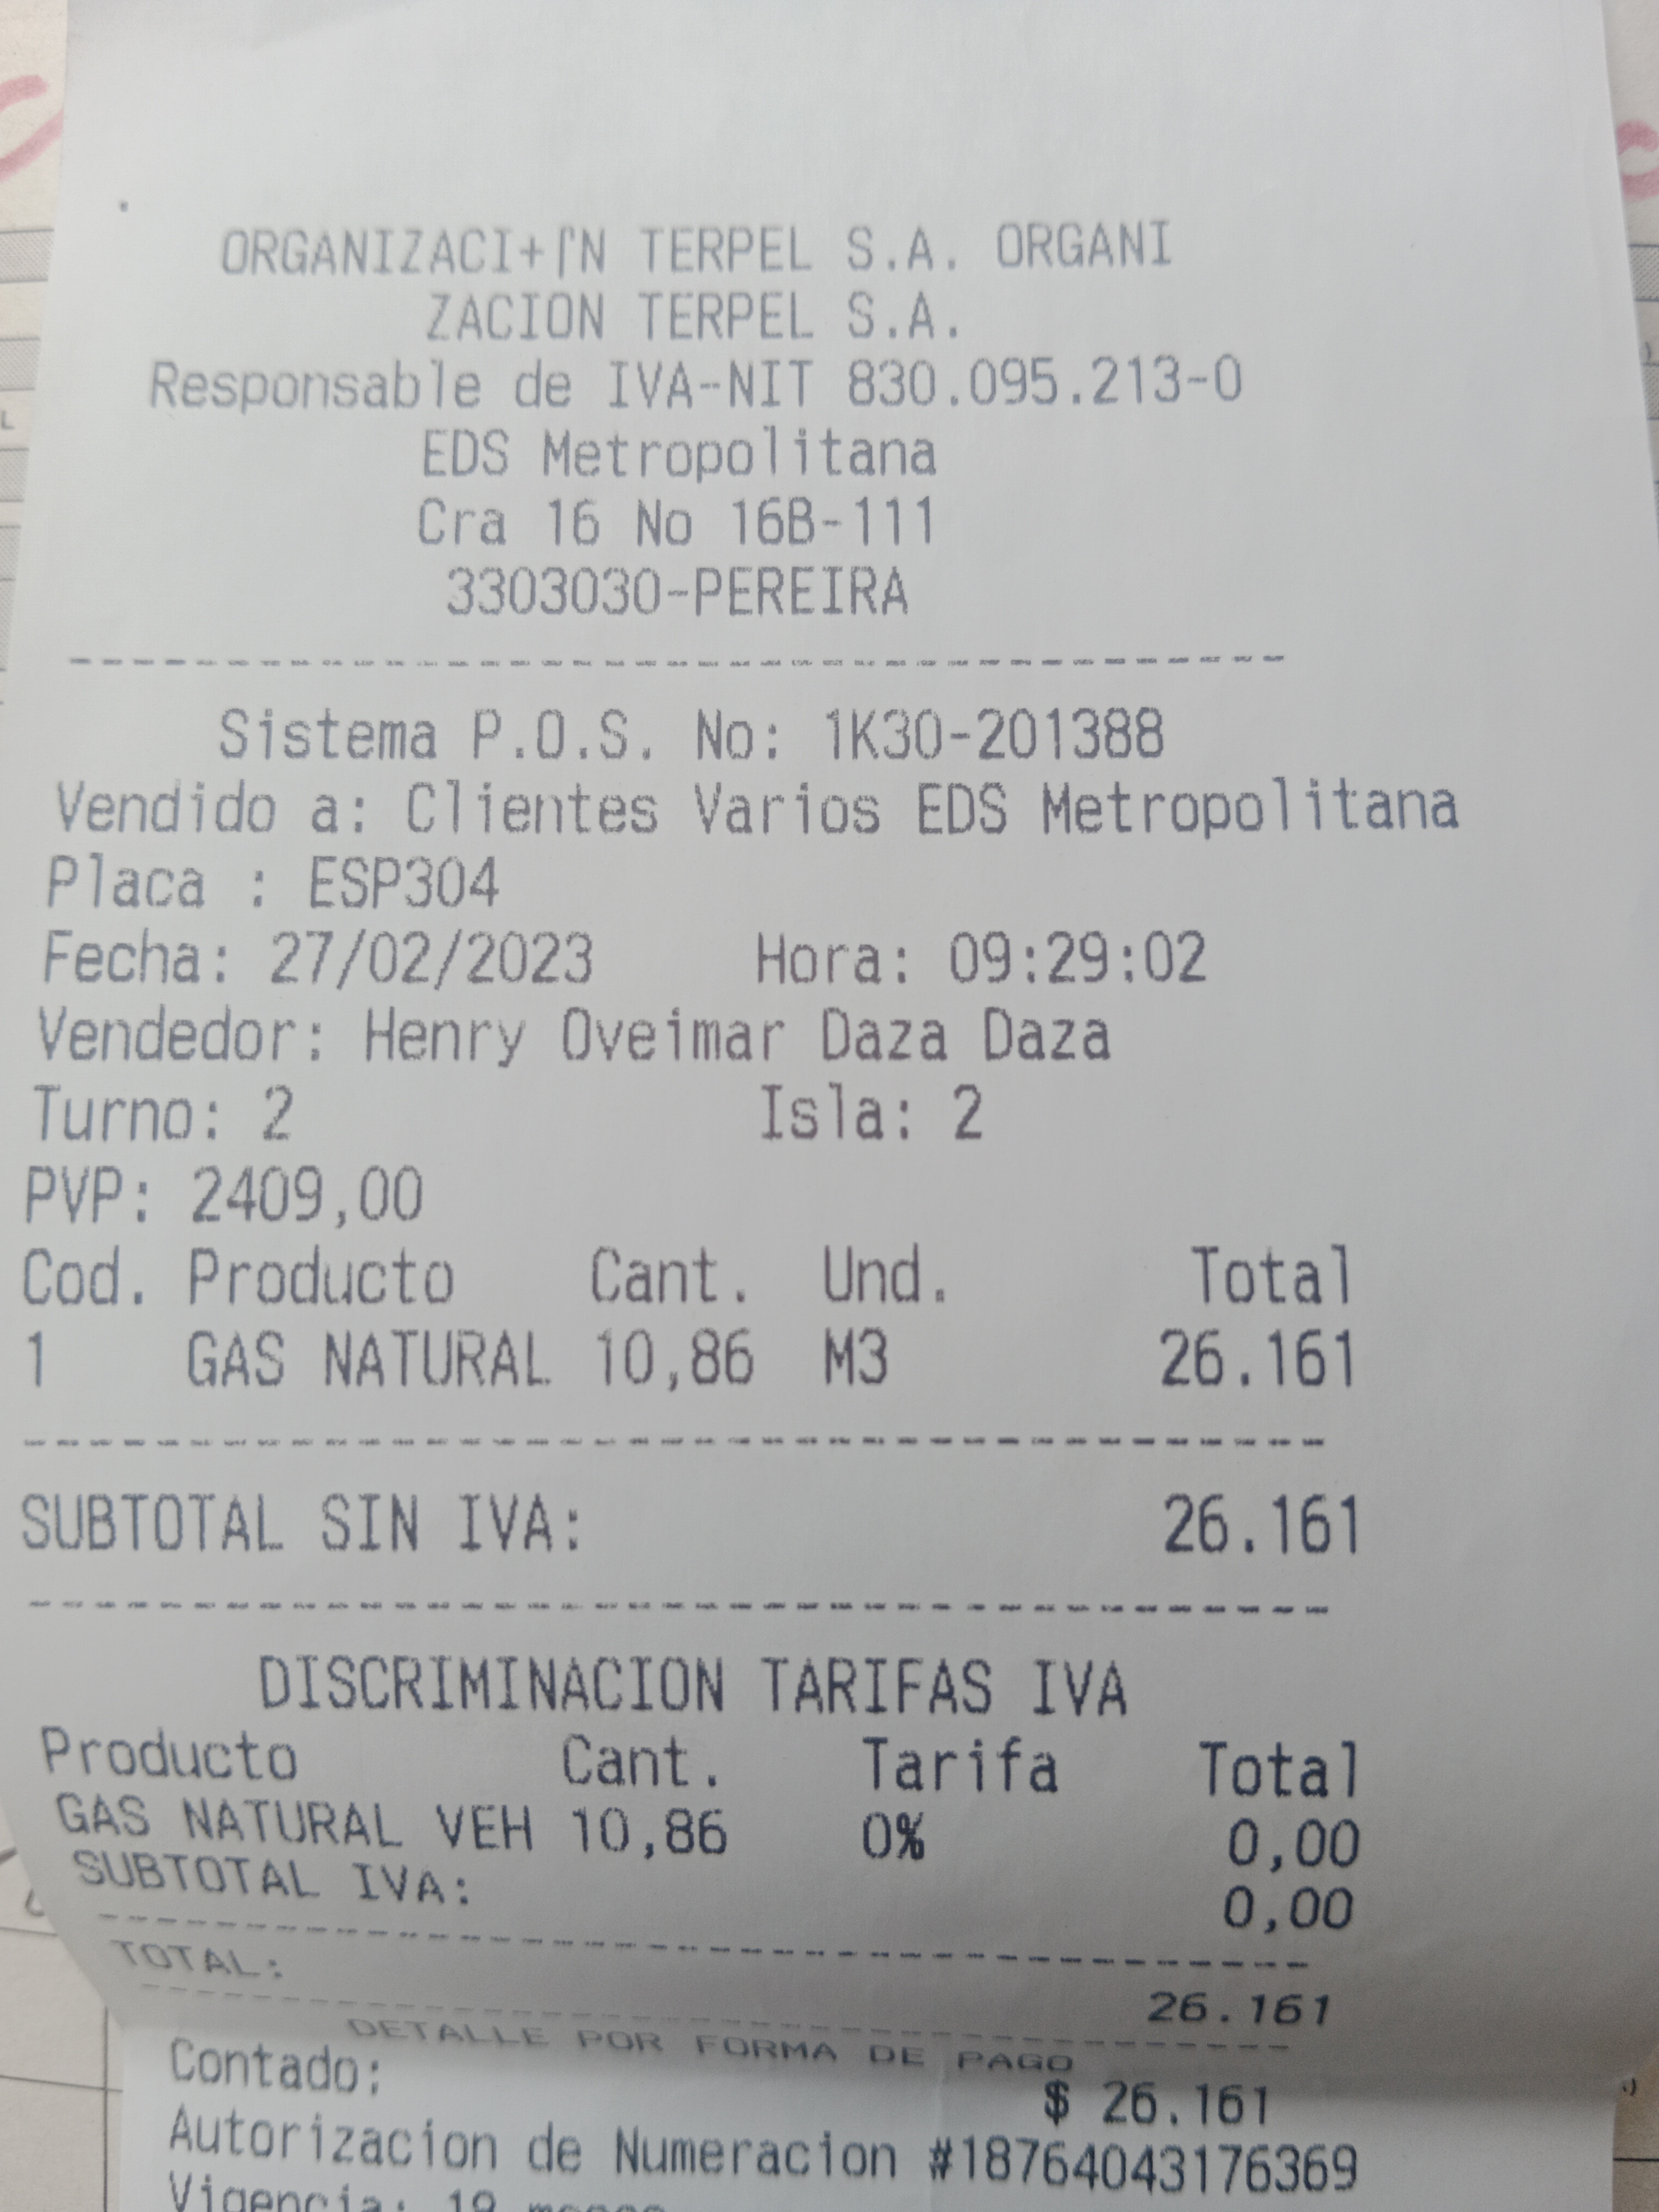 ORGANIZACI+⌈N TERPEL S.A. ORGANI
ZACION TERPEL S.A.
Responsable de IVA-NIT 830.095.213-0
EDS Metropolitana
Cra 16 No 16B-111
3303030-PEREIRA
Sistema P.O.S. No: 1K30-201388
Vendido a: Clientes Varios EDS Metropolitana
Placa : ESP304
Fecha: 27/02/2023 Hora: 09:29:02
Vendedor: Henry Oveimar Daza Daza
Turno: 2 Isla: 2
PVP: 2409,00
Cod. Producto Cant. Und. Total
1 GAS NATURAL 10,86 M3 26.161
SUBTOTAL SIN IVA: 26.161
DISCRIMINACION TARIFAS IVA
Producto Cant. Tarifa Total
GAS NATURAL VEH 10,86 0% 0,00
SUBTOTAL IVA: 0,00
TOTAL: 26.161
DETALLE POR FORMA DE PAGO
Contado: $ 26.161
Autorizacion de Numeracion #18764043176369
Vigencia: